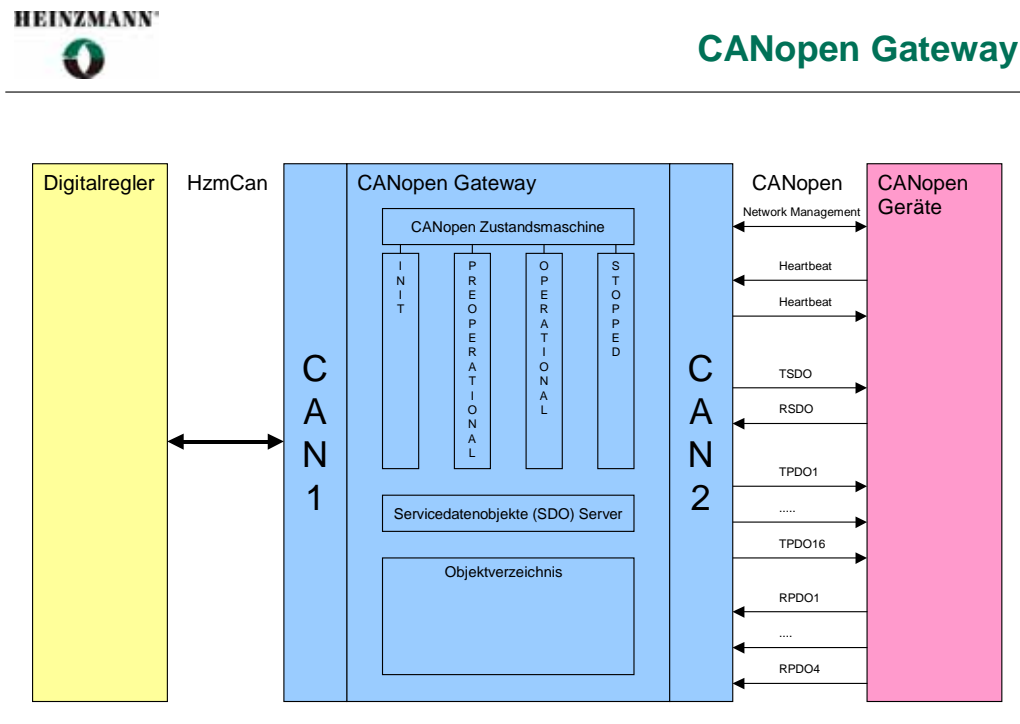 HEINZMANN®
CANopen Gateway
Digitalregler
HzmCan
CANopen Gateway
CANopen
CANopen
Geräte
CANopen Zustandsmaschine
INIT
PREOPERATIONAL
OPERATIONAL
STOPPED
CAN1
CAN2
Servicedatenobjekte (SDO) Server
Objektverzeichnis
Network Management
Heartbeat
Heartbeat
TSDO
RSDO
TPDO1
.....
TPDO16
RPDO1
....
RPDO4